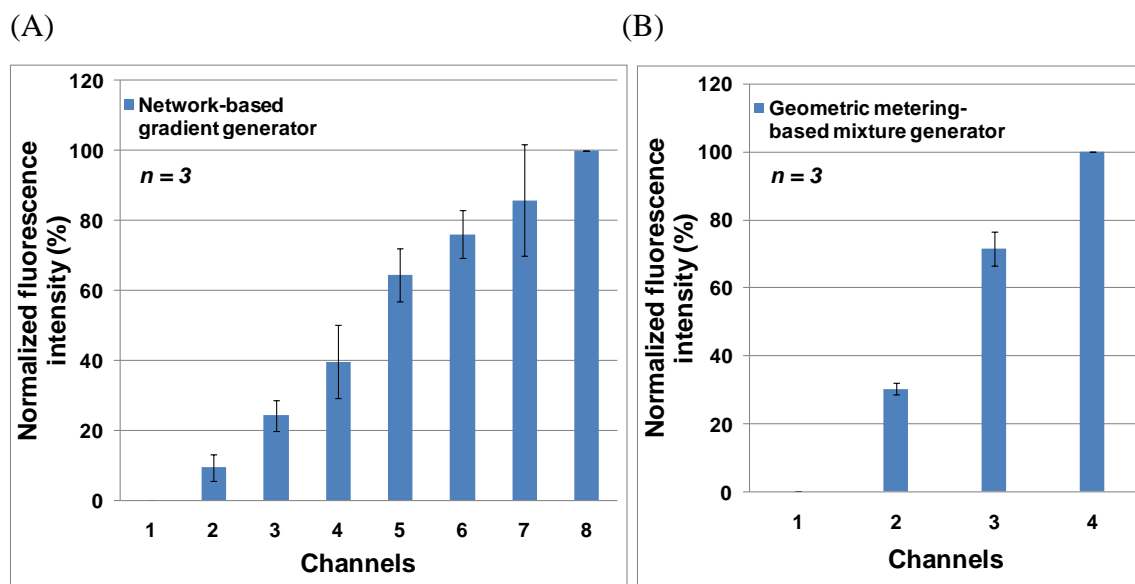 (A)
(B)
Network-based
gradient generator
n = 3
Normalized fluorescence
intensity (%)
120
100
80
60
40
20
0
1 2 3 4 5 6 7 8
Channels
Geometric metering-
based mixture generator
n = 3
Normalized fluorescence
intensity (%)
120
100
80
60
40
20
0
1 2 3 4
Channels